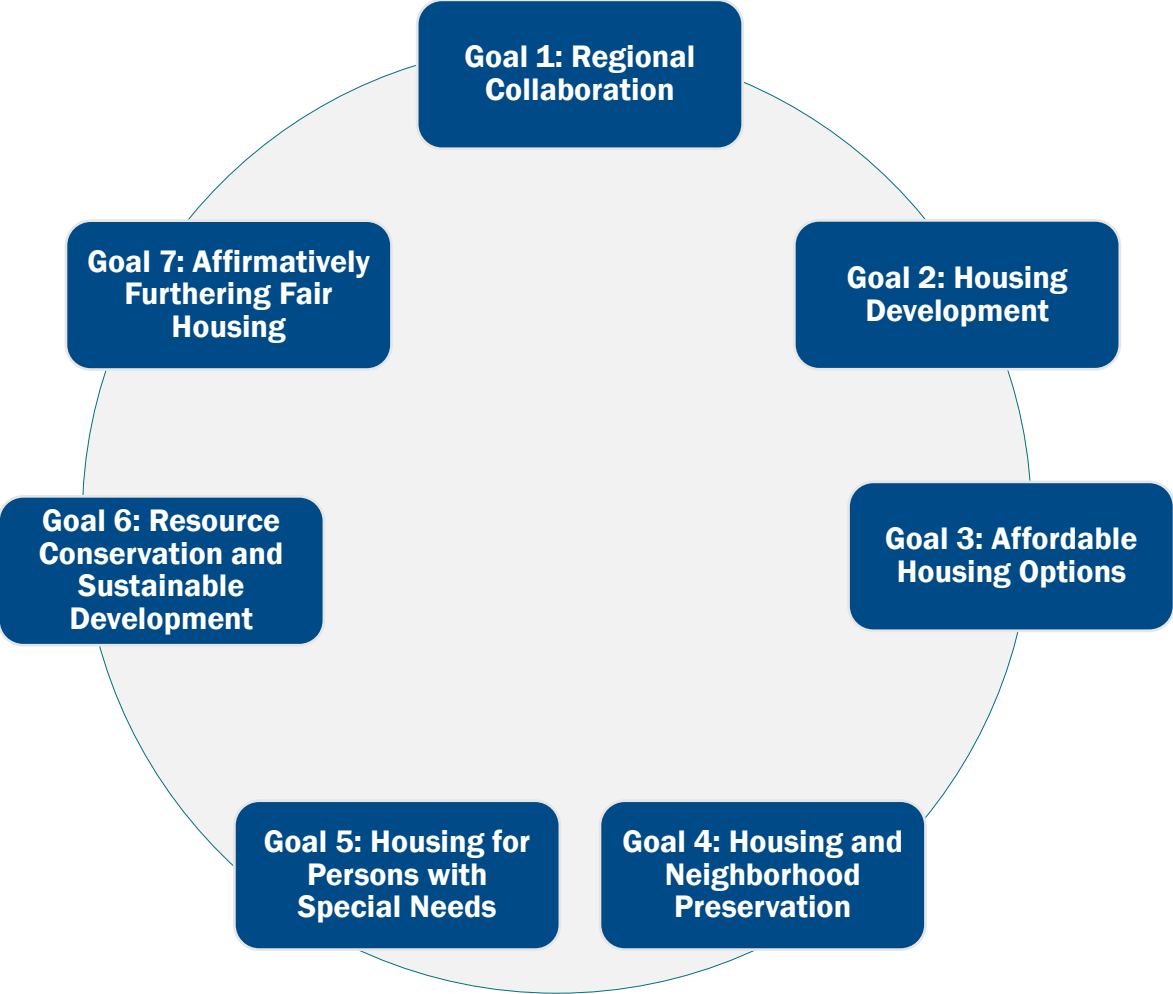 Goal 1: Regional
Collaboration
Goal 2: Housing
Development
Goal 3: Affordable
Housing Options
Goal 4: Housing and
Neighborhood
Preservation
Goal 5: Housing for
Persons with
Special Needs
Goal 6: Resource
Conservation and
Sustainable
Development
Goal 7: Affirmatively
Furthering Fair
Housing